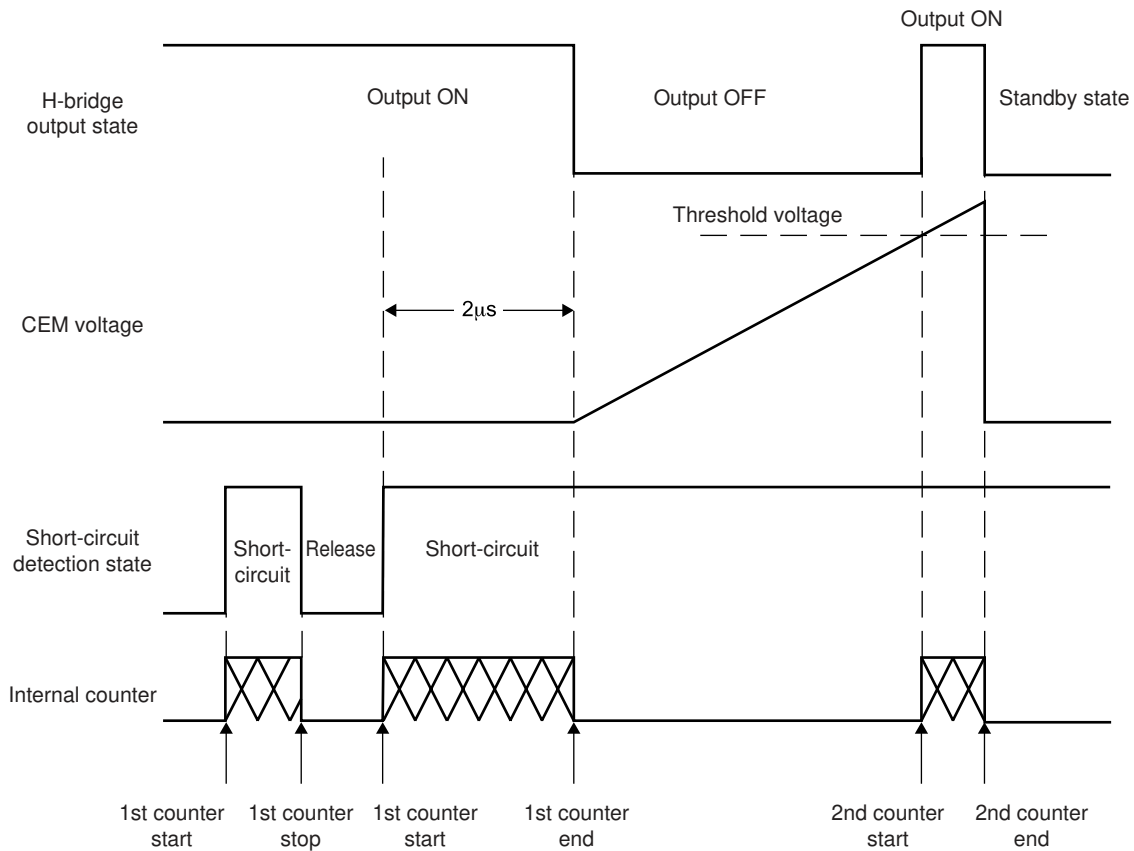 Output ON
H-bridge
output state
Output ON
Output OFF
Standby state
Threshold voltage
CEM voltage
2μs
Short-circuit
detection state
Short-
circuit
Release
Short-circuit
Internal counter
1st counter
start
1st counter
stop
1st counter
start
1st counter
end
2nd counter
start
2nd counter
end